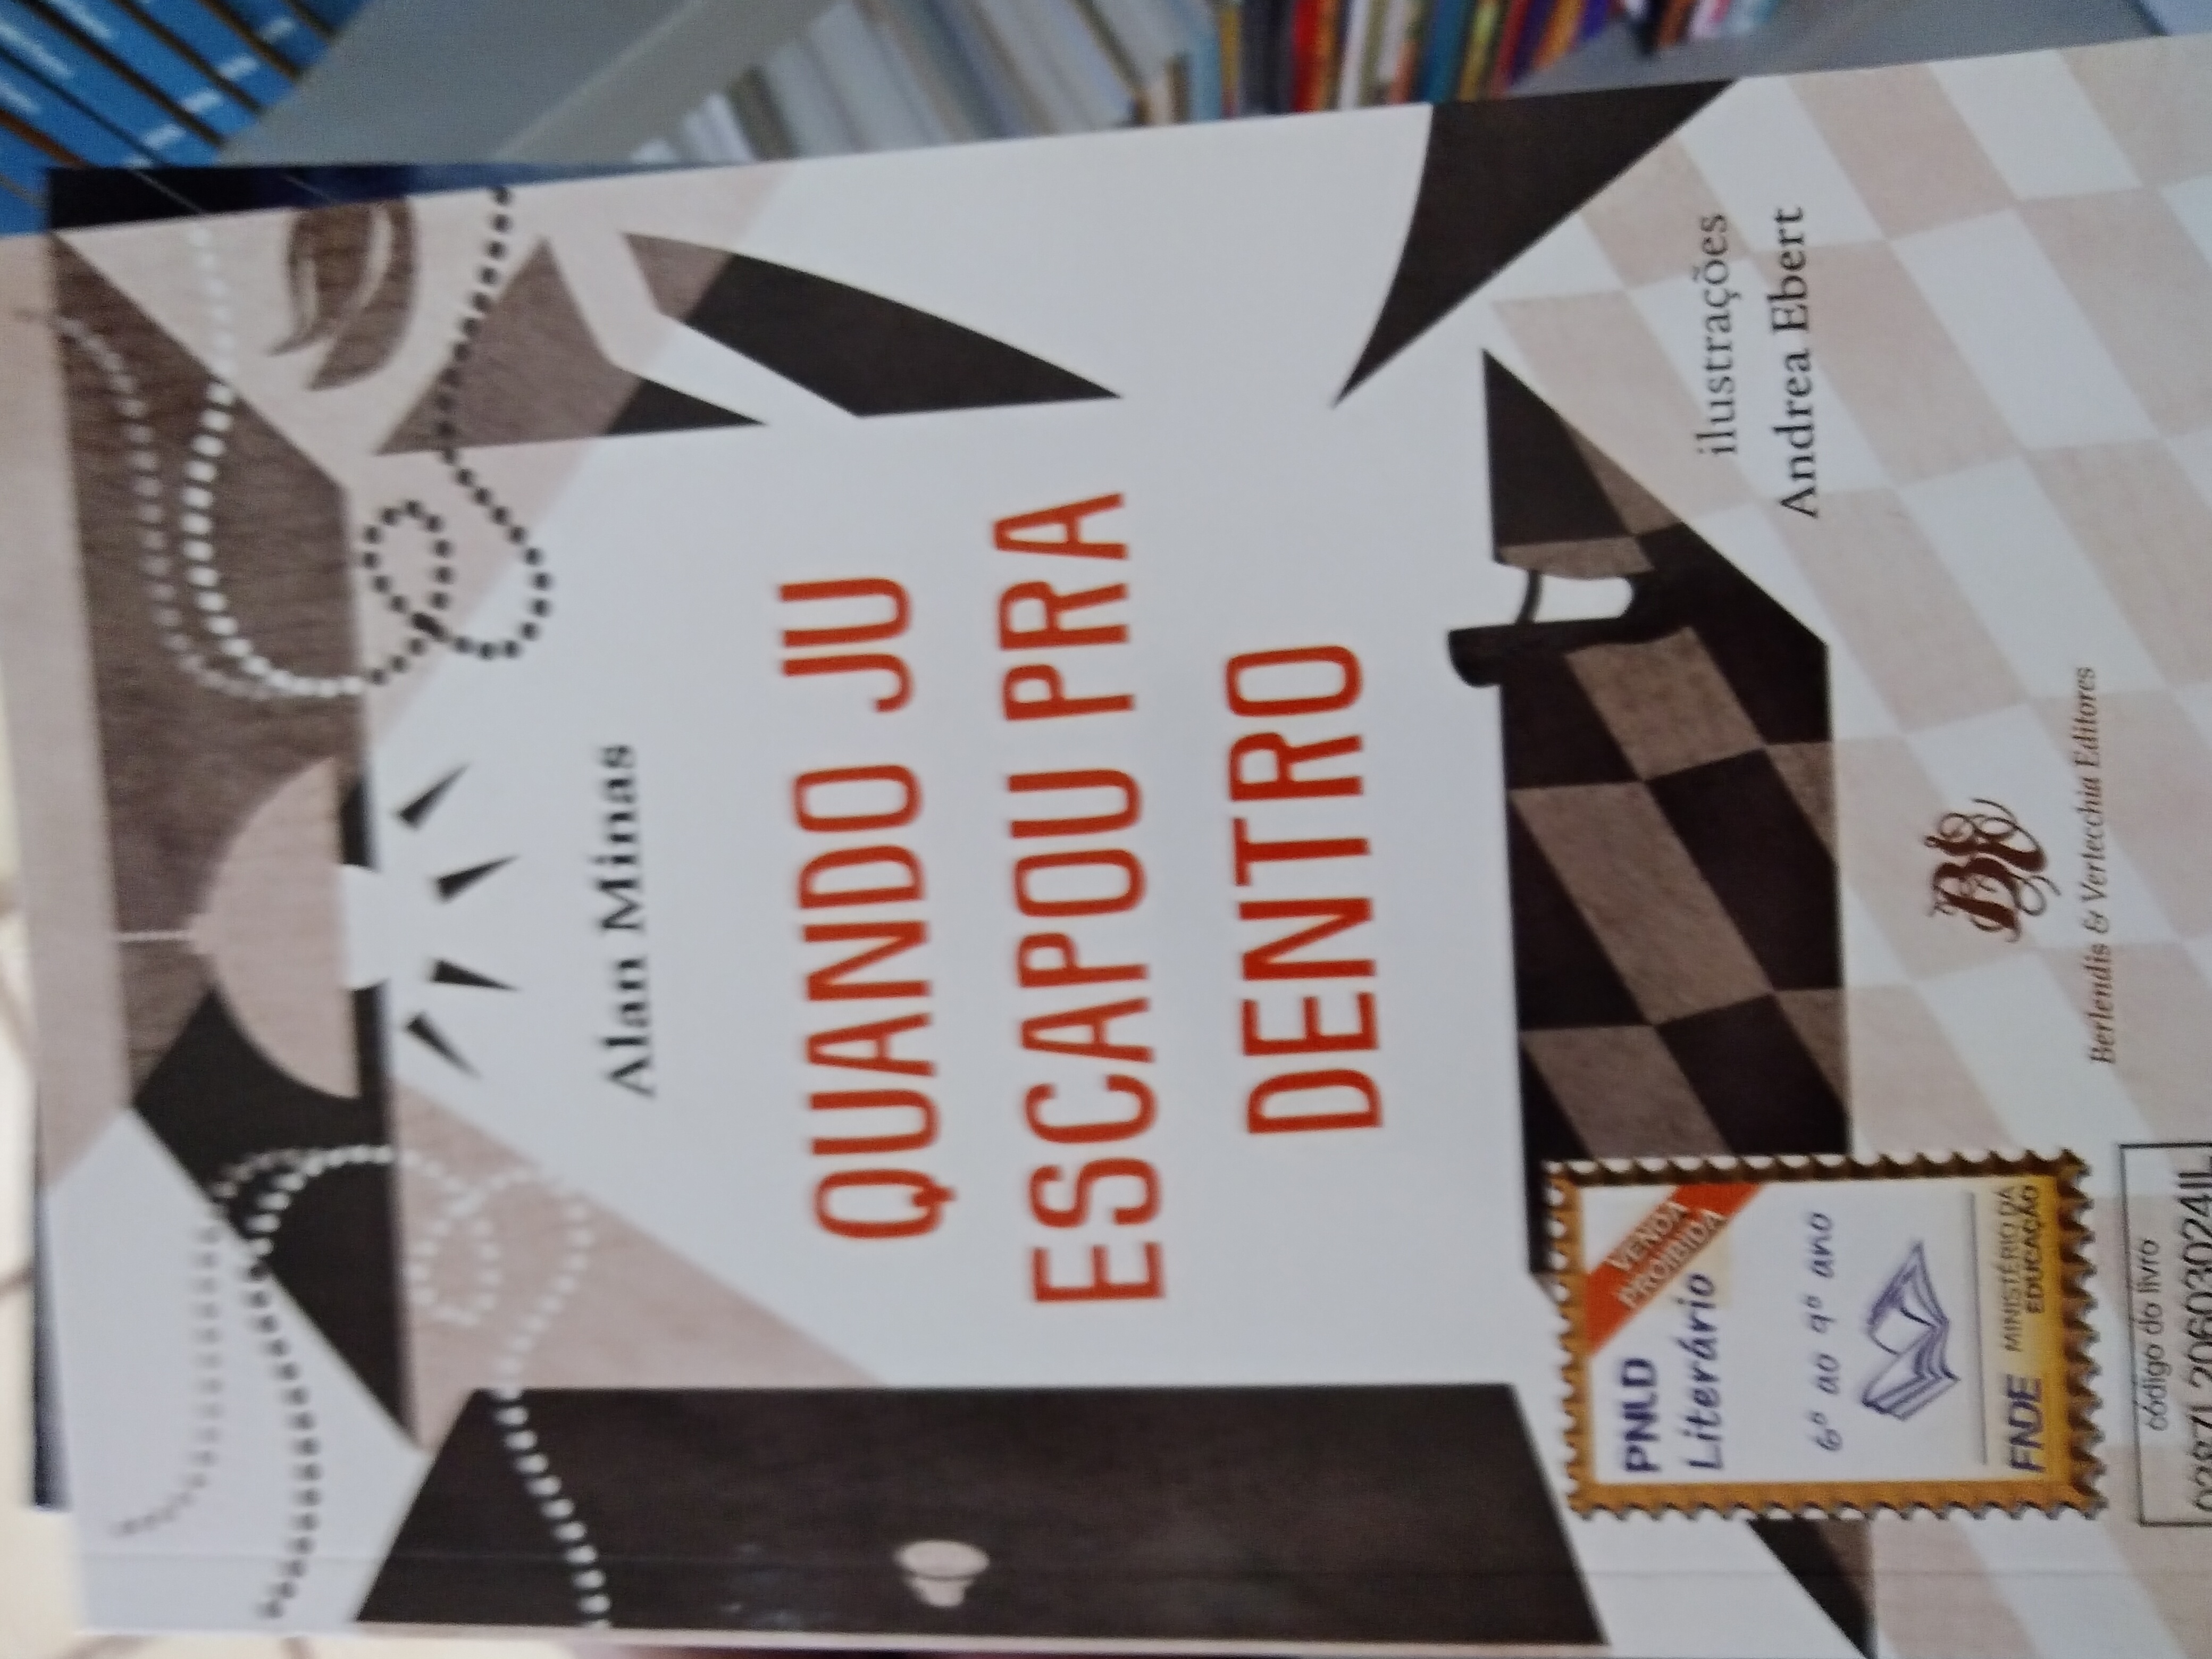 Alan Minas
QUANDO JU
ESCAPOU PRA
DENTRO
PNLD
Literário
VENDA
PROIBIDA
6º ao 9º ano
FNDE
MINISTÉRIO DA
EDUCAÇÃO
ilustrações
Andrea Ebert
Berlendis & Vertecchia Editores
código do livro